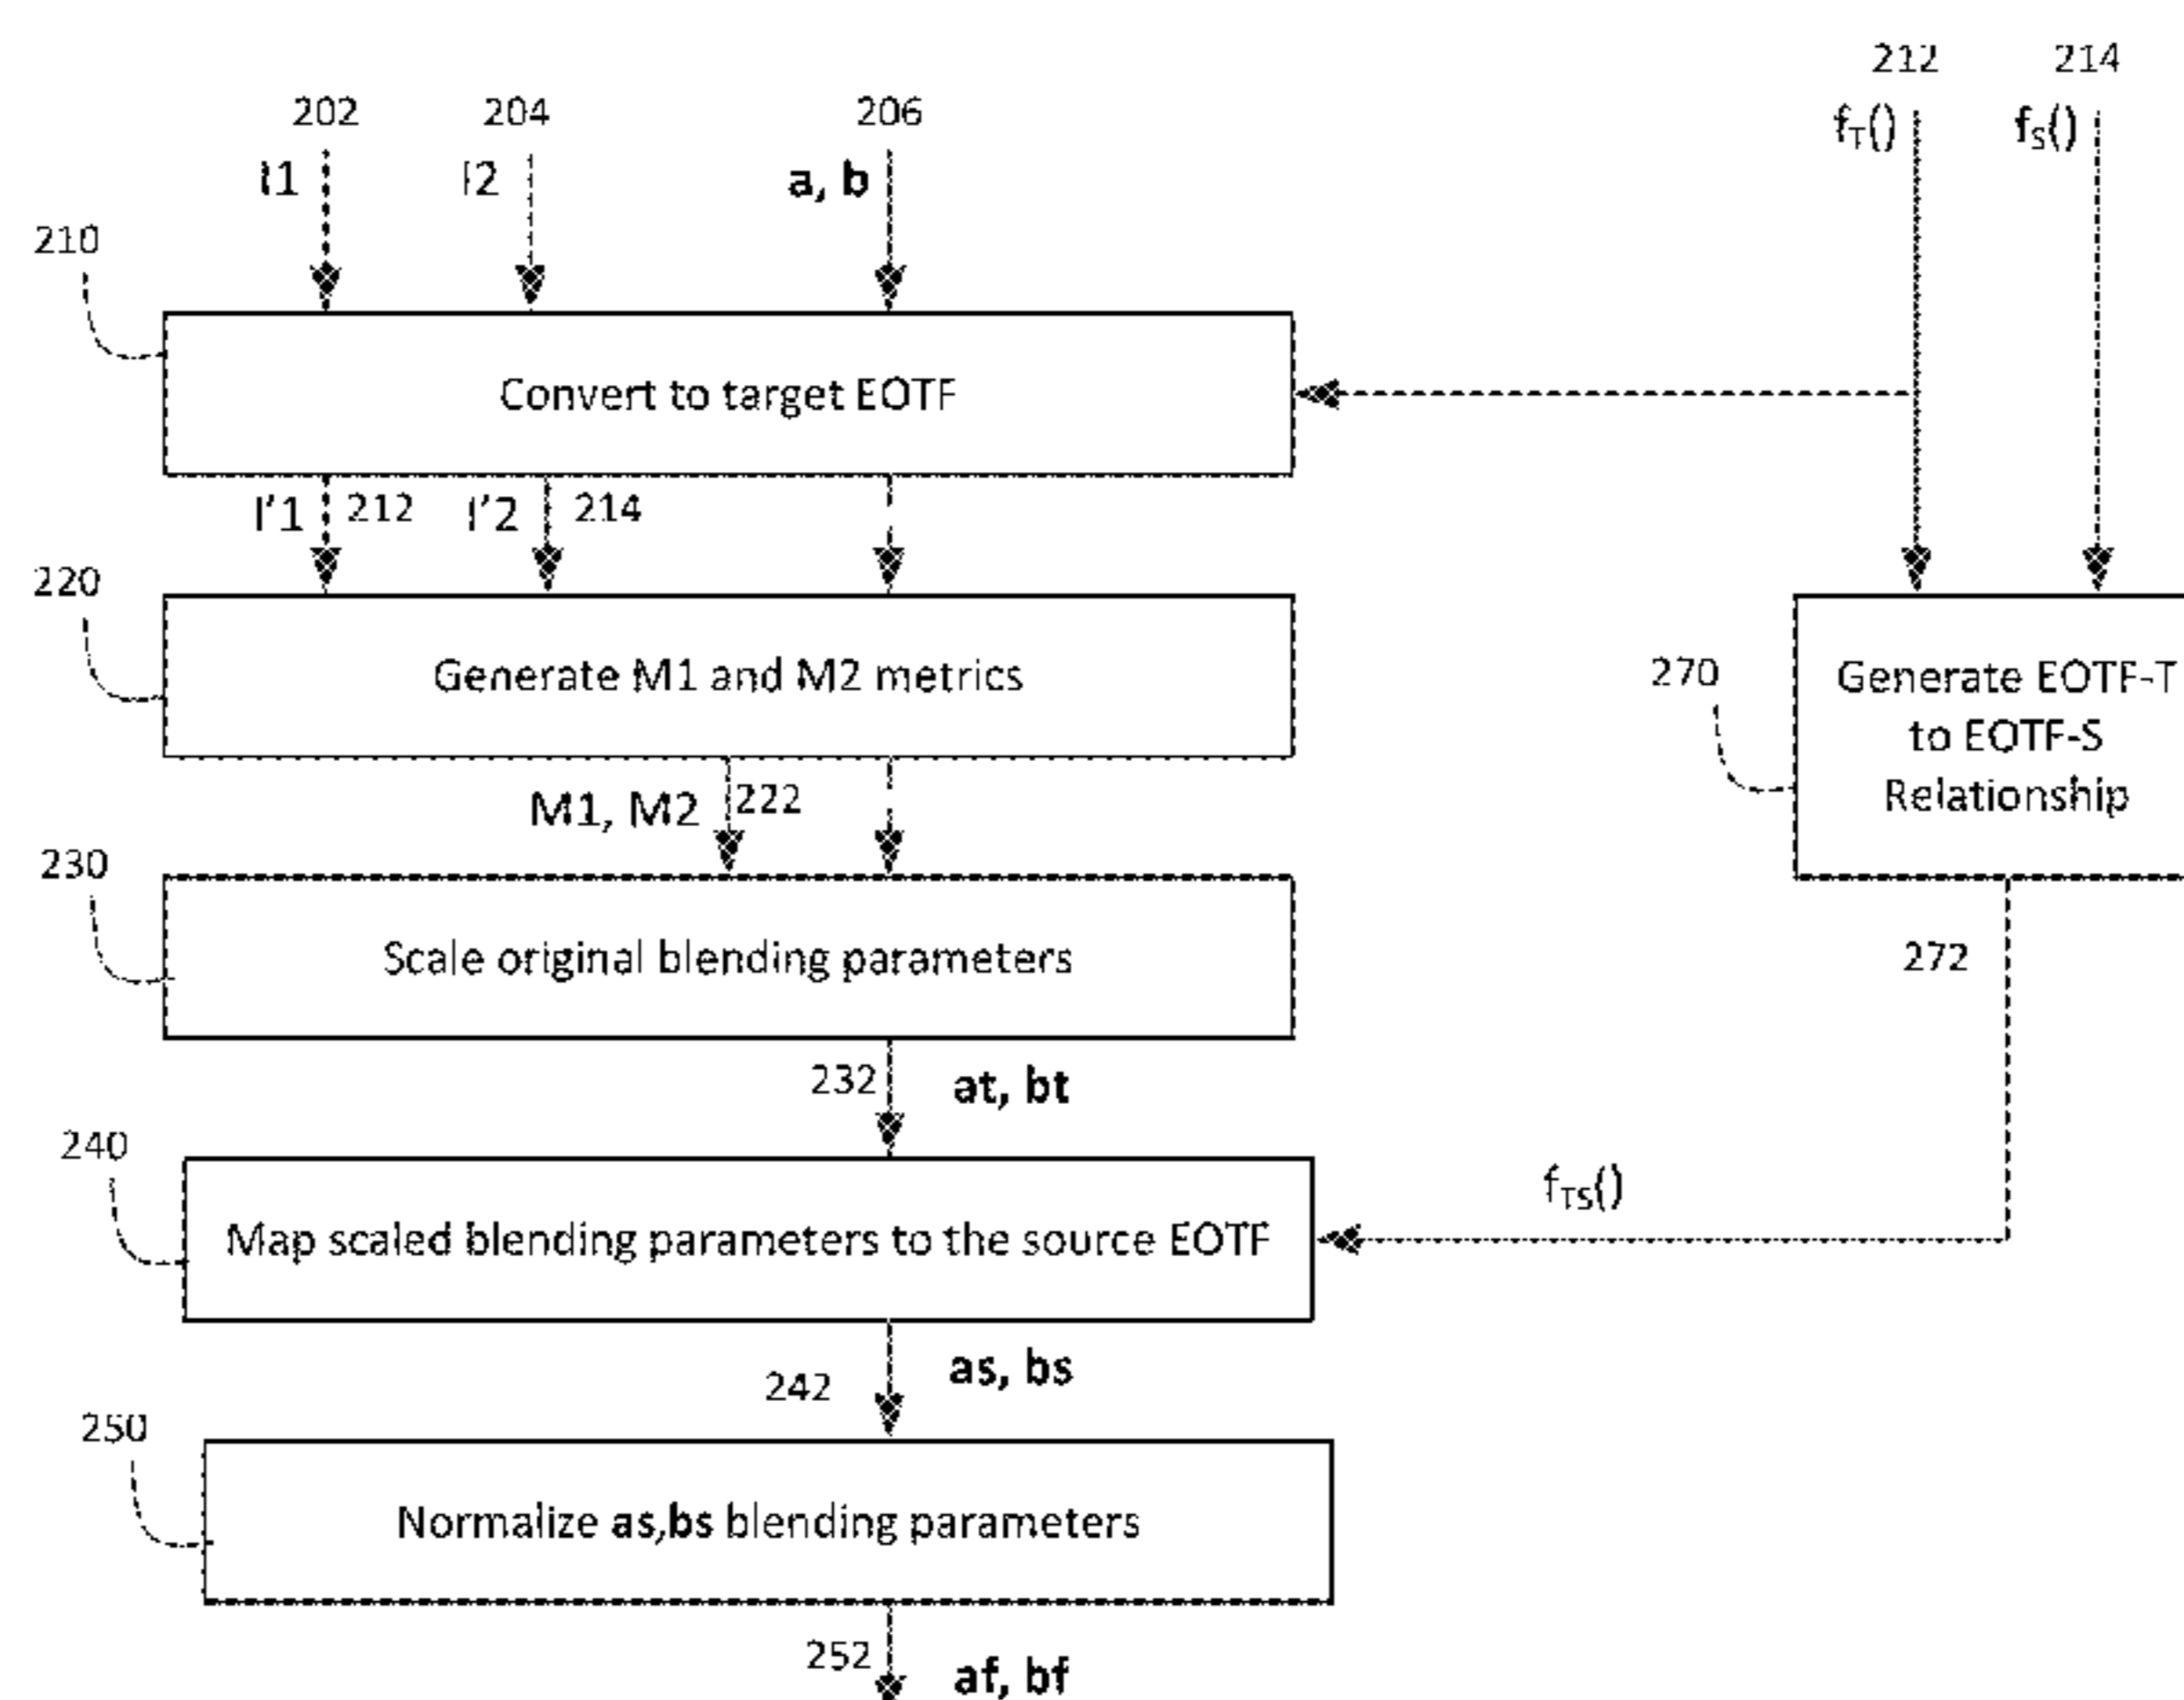 212 214
202 204 206
fT() fS()
I1 I2 a, b
210
Convert to target EOTF
I'1 212 I'2 214
220
Generate M1 and M2 metrics
270
Generate EOTF-T
to EOTF-S
Relationship
M1, M2 222
230
Scale original blending parameters
272
232 at, bt
240
fTS()
Map scaled blending parameters to the source EOTF
242 as, bs
250
Normalize as,bs blending parameters
252 af, bf